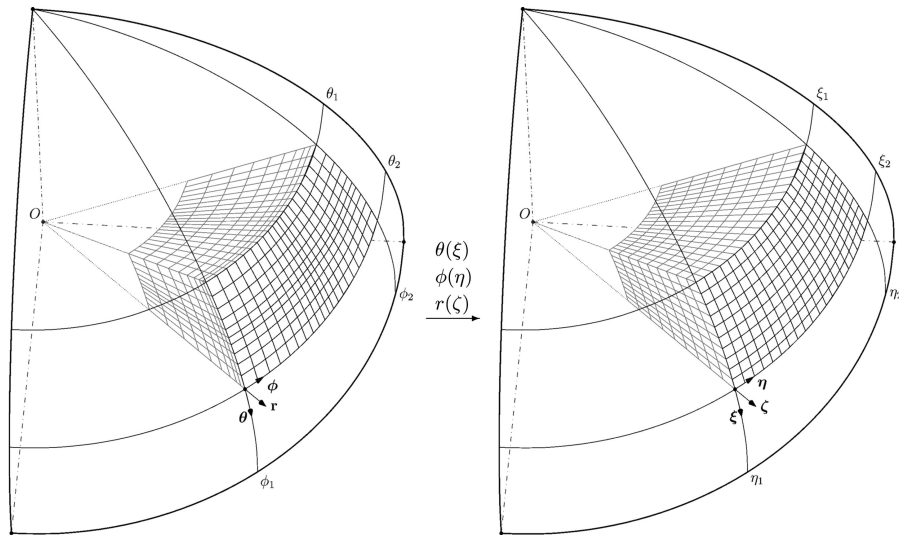 θ₁
θ₂
O
ϕ₂
ϕ
r
θ
ϕ₁
θ(ξ)
ϕ(η)
r(ζ)
ξ₁
ξ₂
O
η
ζ
ξ
η₁